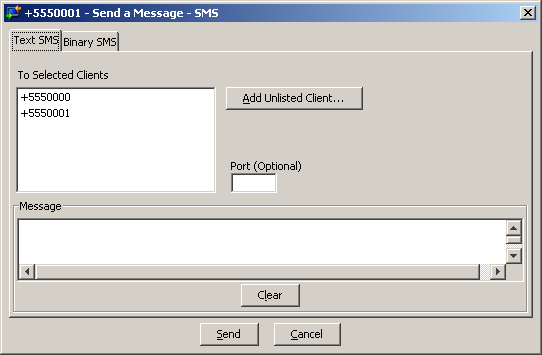 +5550001 - Send a Message - SMS
Text SMS Binary SMS
To Selected Clients
+5550000
+5550001
Add Unlisted Client...
Port (Optional)
Message
Clear
Send Cancel